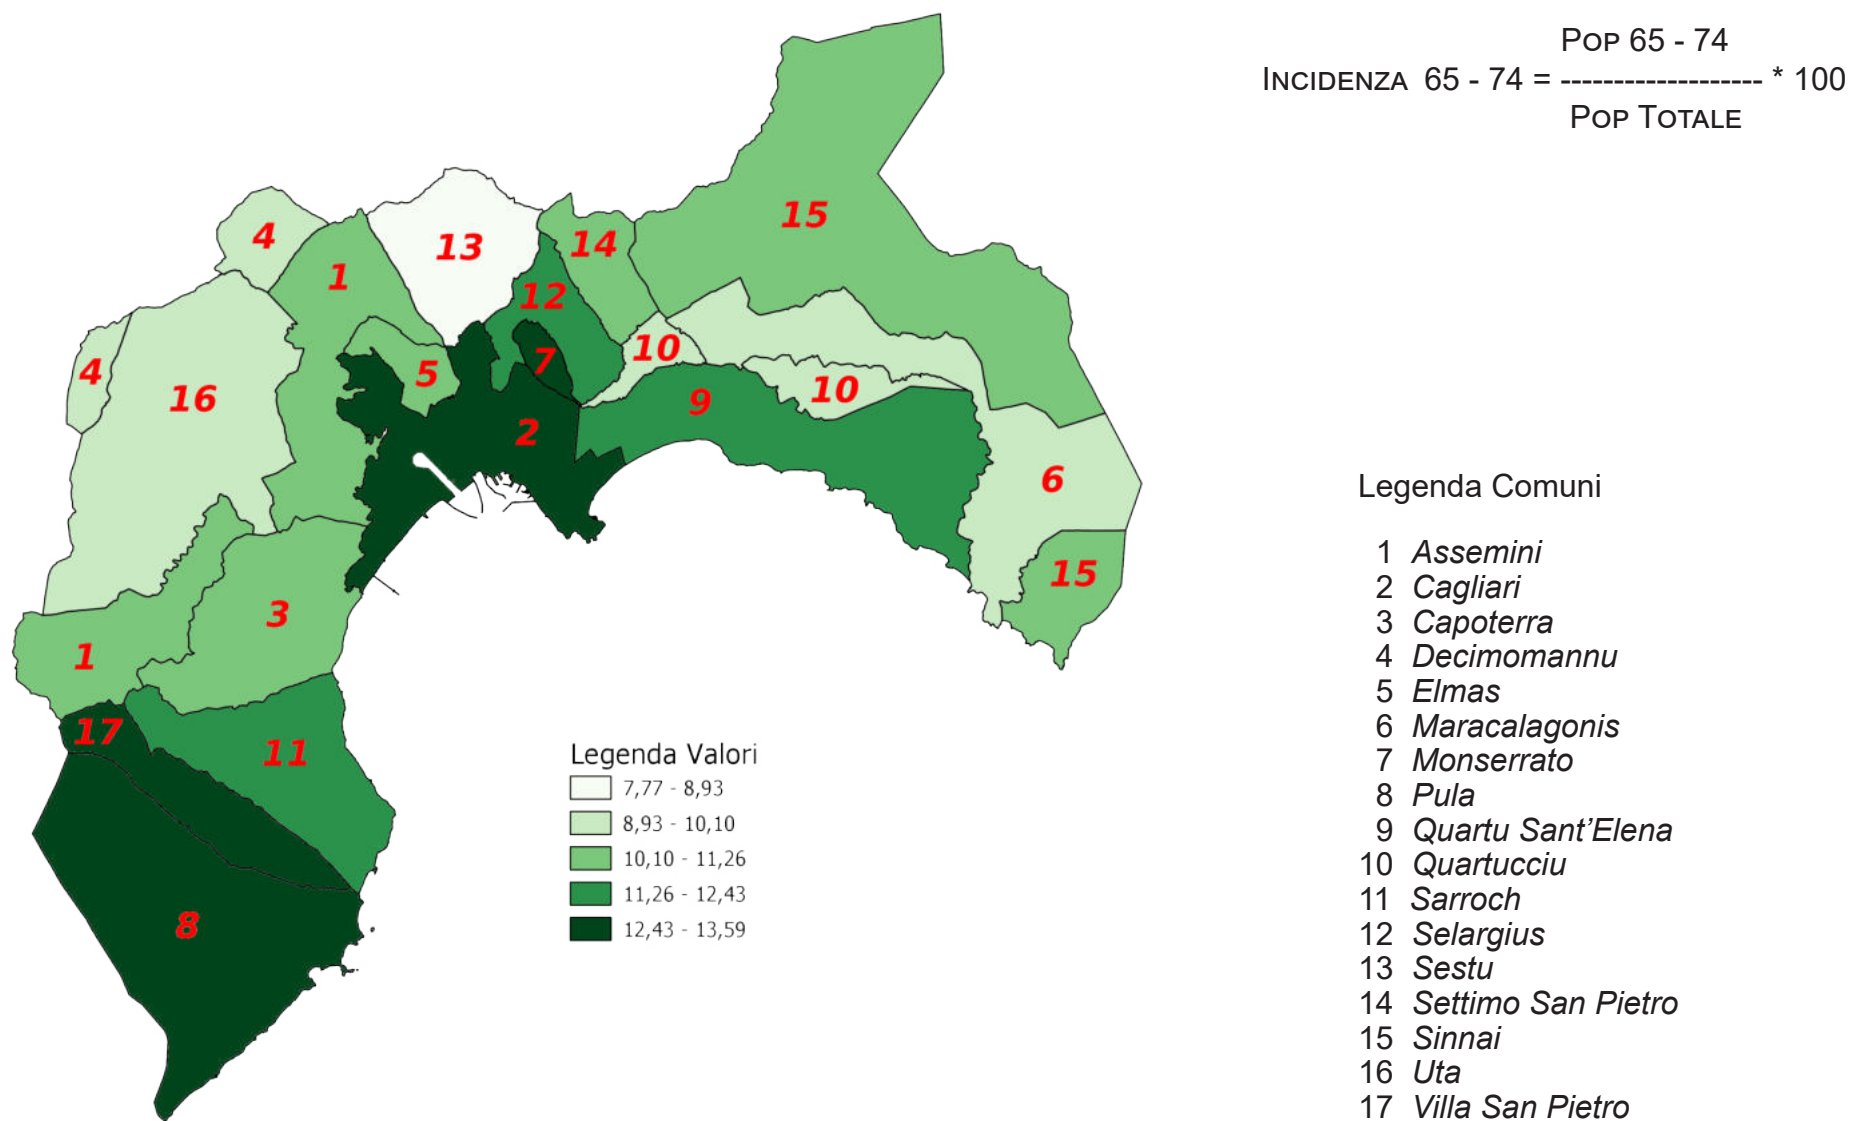 POP 65 - 74
INCIDENZA 65 - 74 = ------------------- * 100
POP TOTALE
15
4
13
14
1
12
10
7
4
5
16
10
9
2
6
15
3
1
17
11
8
Legenda Valori
7,77 - 8,93
8,93 - 10,10
10,10 - 11,26
11,26 - 12,43
12,43 - 13,59
Legenda Comuni
1 Assemini
2 Cagliari
3 Capoterra
4 Decimomannu
5 Elmas
6 Maracalagonis
7 Monserrato
8 Pula
9 Quartu Sant’Elena
10 Quartucciu
11 Sarroch
12 Selargius
13 Sestu
14 Settimo San Pietro
15 Sinnai
16 Uta
17 Villa San Pietro